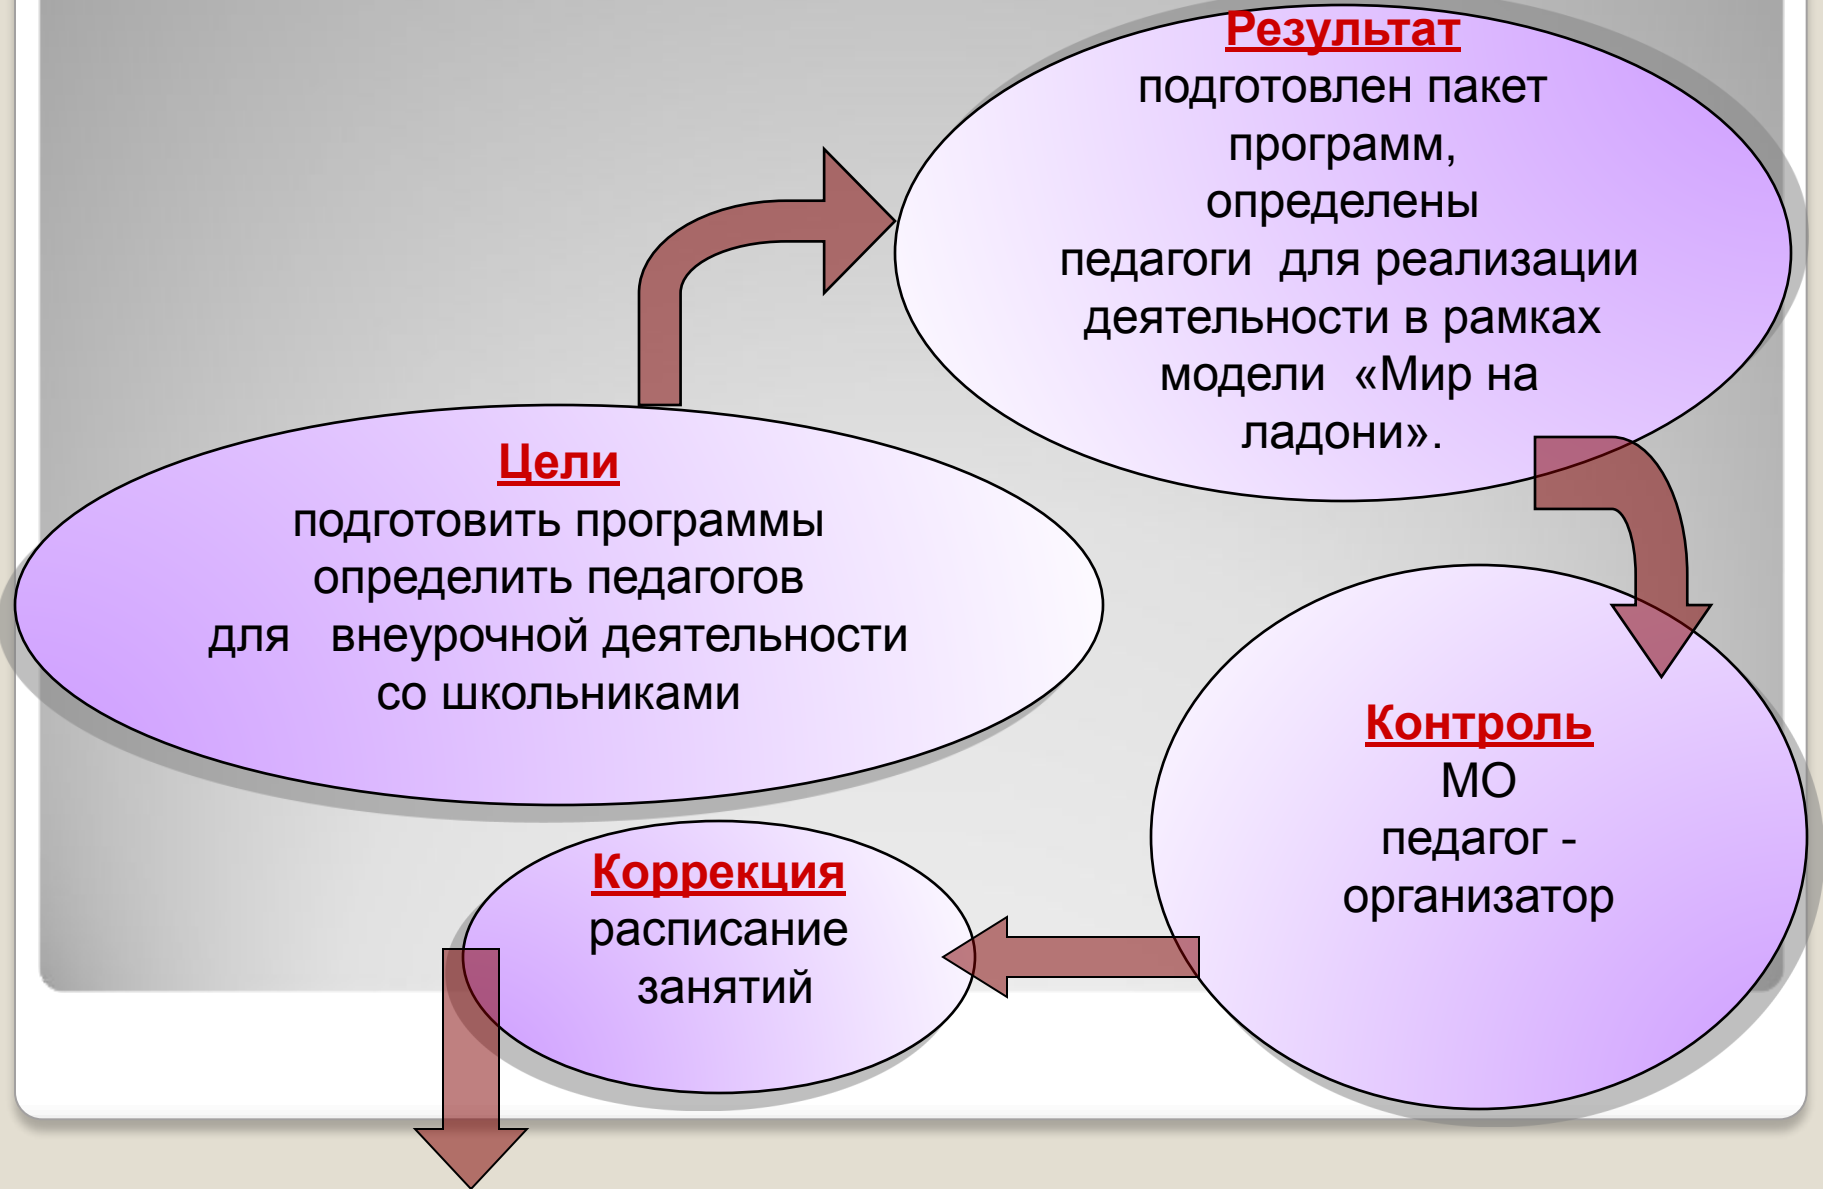 Результат
подготовлен пакет
программ,
определены
педагоги для реализации
деятельности в рамках
модели «Мир на
ладони».
Цели
подготовить программы
определить педагогов
для внеурочной деятельности
со школьниками
Контроль
МО
педагог -
организатор
Коррекция
расписание
занятий